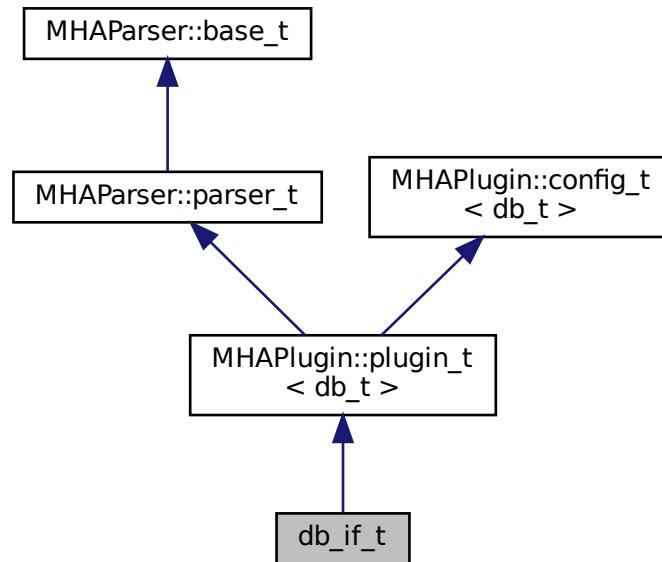 MHAParser::base_t
MHAParser::parser_t
MHAPlugin::config_t
< db_t >
MHAPlugin::plugin_t
< db_t >
db_if_t